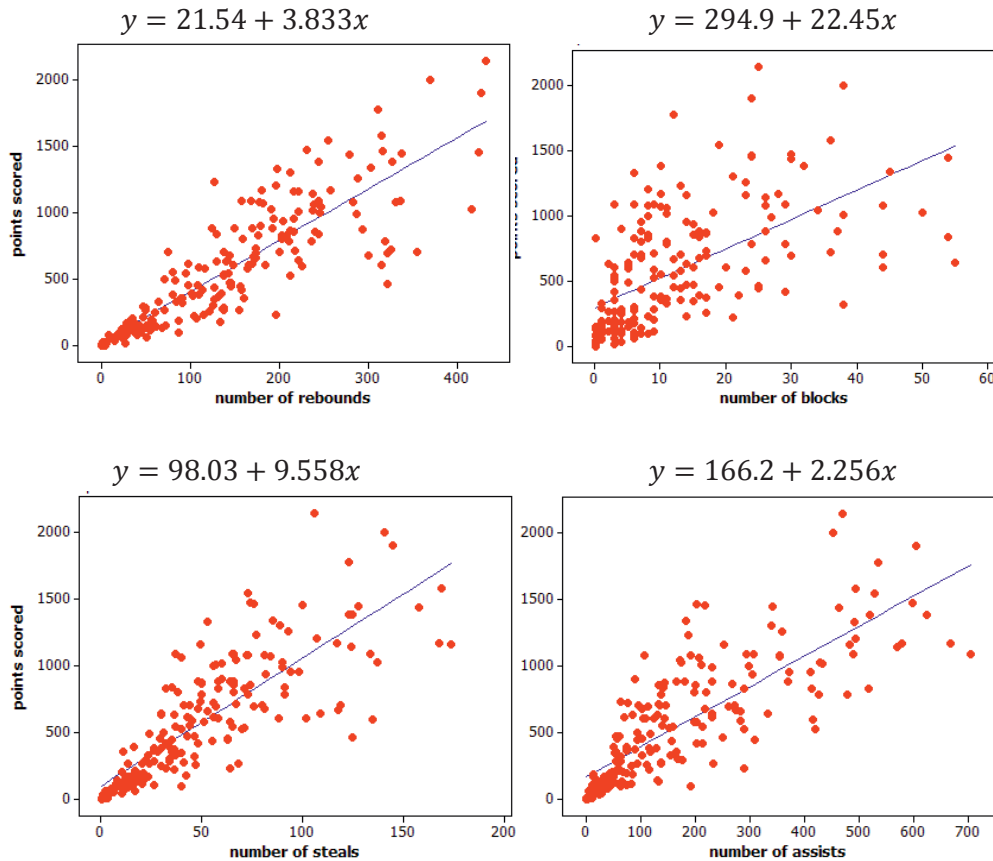 y = 21.54 + 3.833x
points scored
2000
1500
1000
500
0
0 100 200 300 400
number of rebounds
y = 294.9 + 22.45x
points scored
2000
1500
1000
500
0
0 10 20 30 40 50 60
number of blocks
y = 98.03 + 9.558x
points scored
2000
1500
1000
500
0
0 50 100 150 200
number of steals
y = 166.2 + 2.256x
2000
1500
1000
500
0
0 100 200 300 400 500 600 700
number of assists